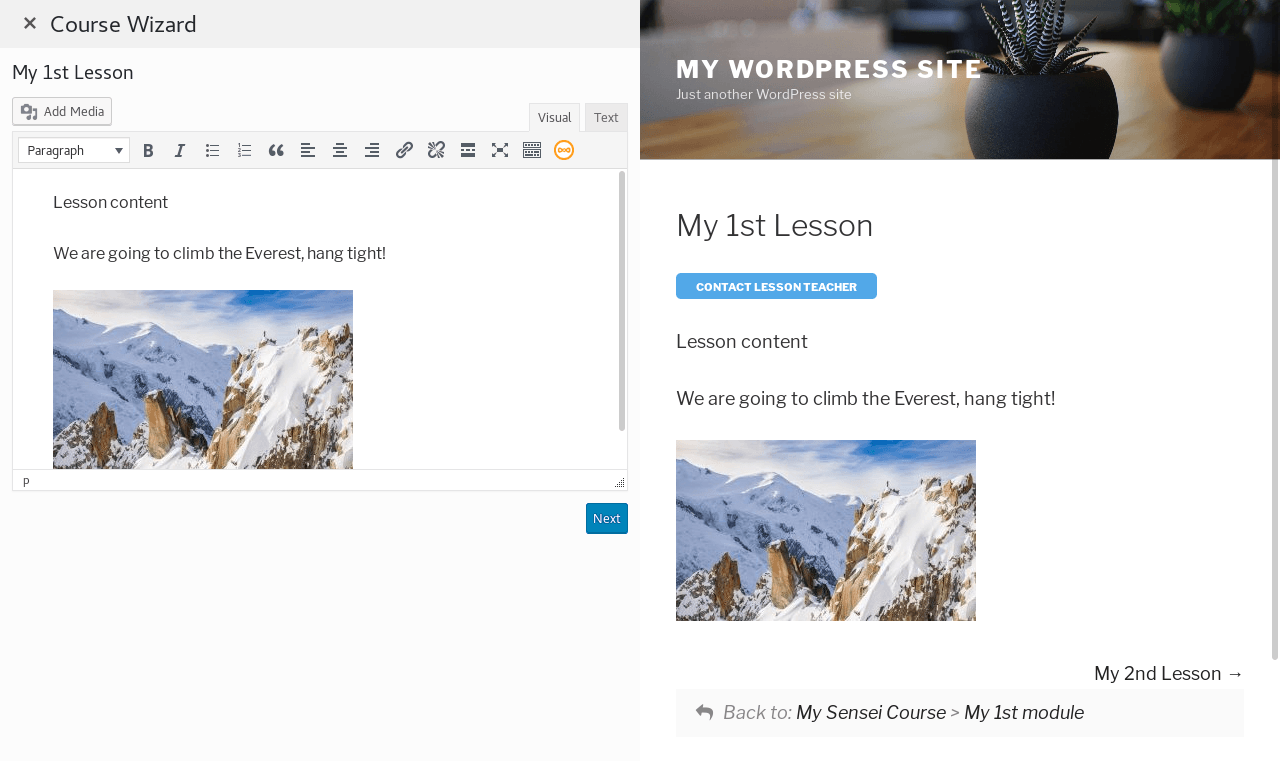 × Course Wizard
My 1st Lesson
Add Media
Visual
Text
Paragraph
Lesson content
We are going to climb the Everest, hang tight!
p
Next
MY WORDPRESS SITE
Just another WordPress site
My 1st Lesson
CONTACT LESSON TEACHER
Lesson content
We are going to climb the Everest, hang tight!
My 2nd Lesson →
Back to: My Sensei Course > My 1st module